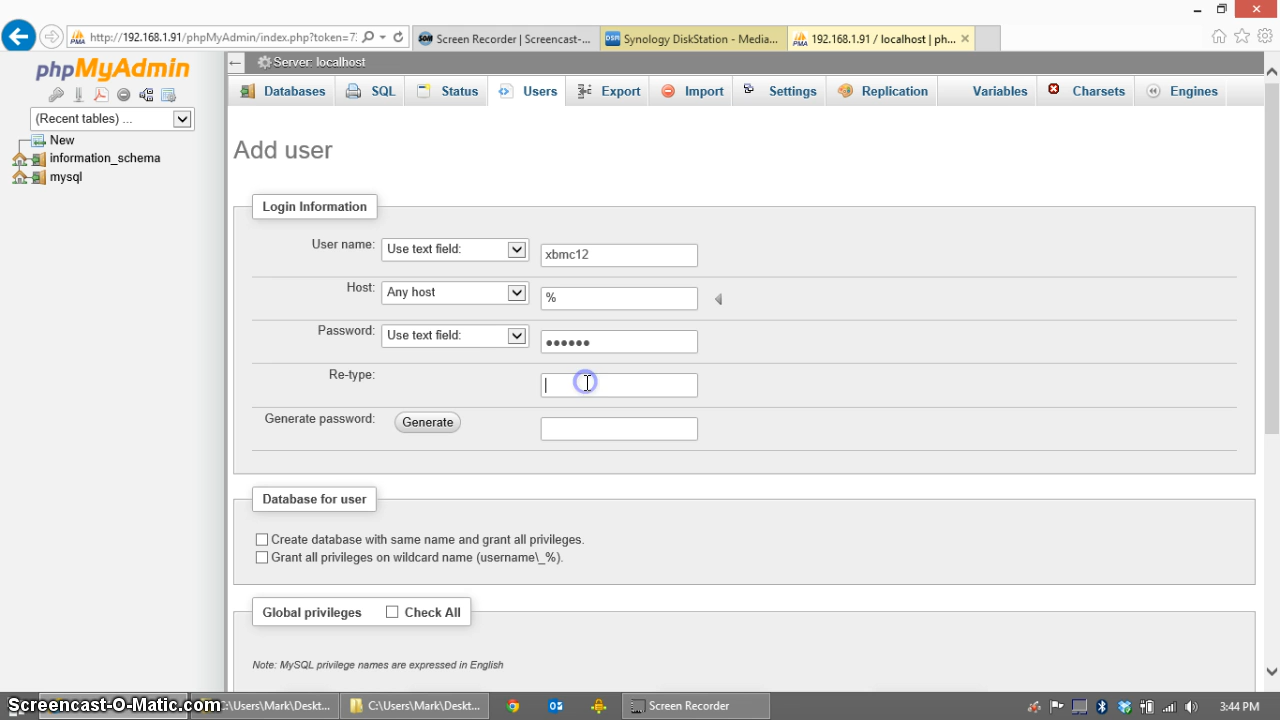 http://192.168.1.91/phpMyAdmin/index.php?token=7
Screen Recorder | Screencast-...
Synology DiskStation - Media...
192.168.1.91 / localhost | ph...
phpMyAdmin
Server: localhost
Databases SQL Status Users Export Import Settings Replication Variables Charsets Engines
(Recent tables) ...
New
information_schema
mysql
Add user
Login Information
User name: Use text field: xbmc12
Host: Any host %
Password: Use text field: ••••••
Re-type:
Generate password: Generate
Database for user
Create database with same name and grant all privileges.
Grant all privileges on wildcard name (username\_%).
Global privileges Check All
Note: MySQL privilege names are expressed in English
Screencast-O-Matic.com
C:\Users\Mark\Deskt...
C:\Users\Mark\Deskt...
Screen Recorder
3:44 PM